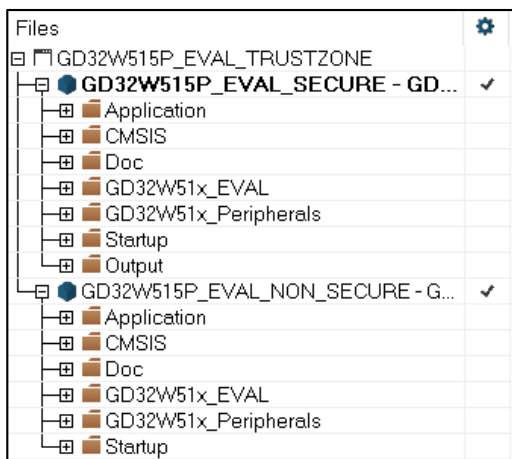 Files
GD32W515P_EVAL_TRUSTZONE
GD32W515P_EVAL_SECURE - GD...
Application
CMSIS
Doc
GD32W51x_EVAL
GD32W51x_Peripherals
Startup
Output
GD32W515P_EVAL_NON_SECURE - G...
Application
CMSIS
Doc
GD32W51x_EVAL
GD32W51x_Peripherals
Startup